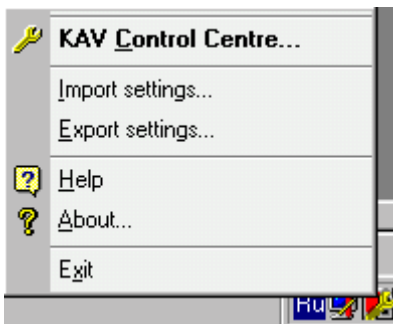 KAV Control Centre...
Import settings...
Export settings...
Help
About...
Exit
Ru